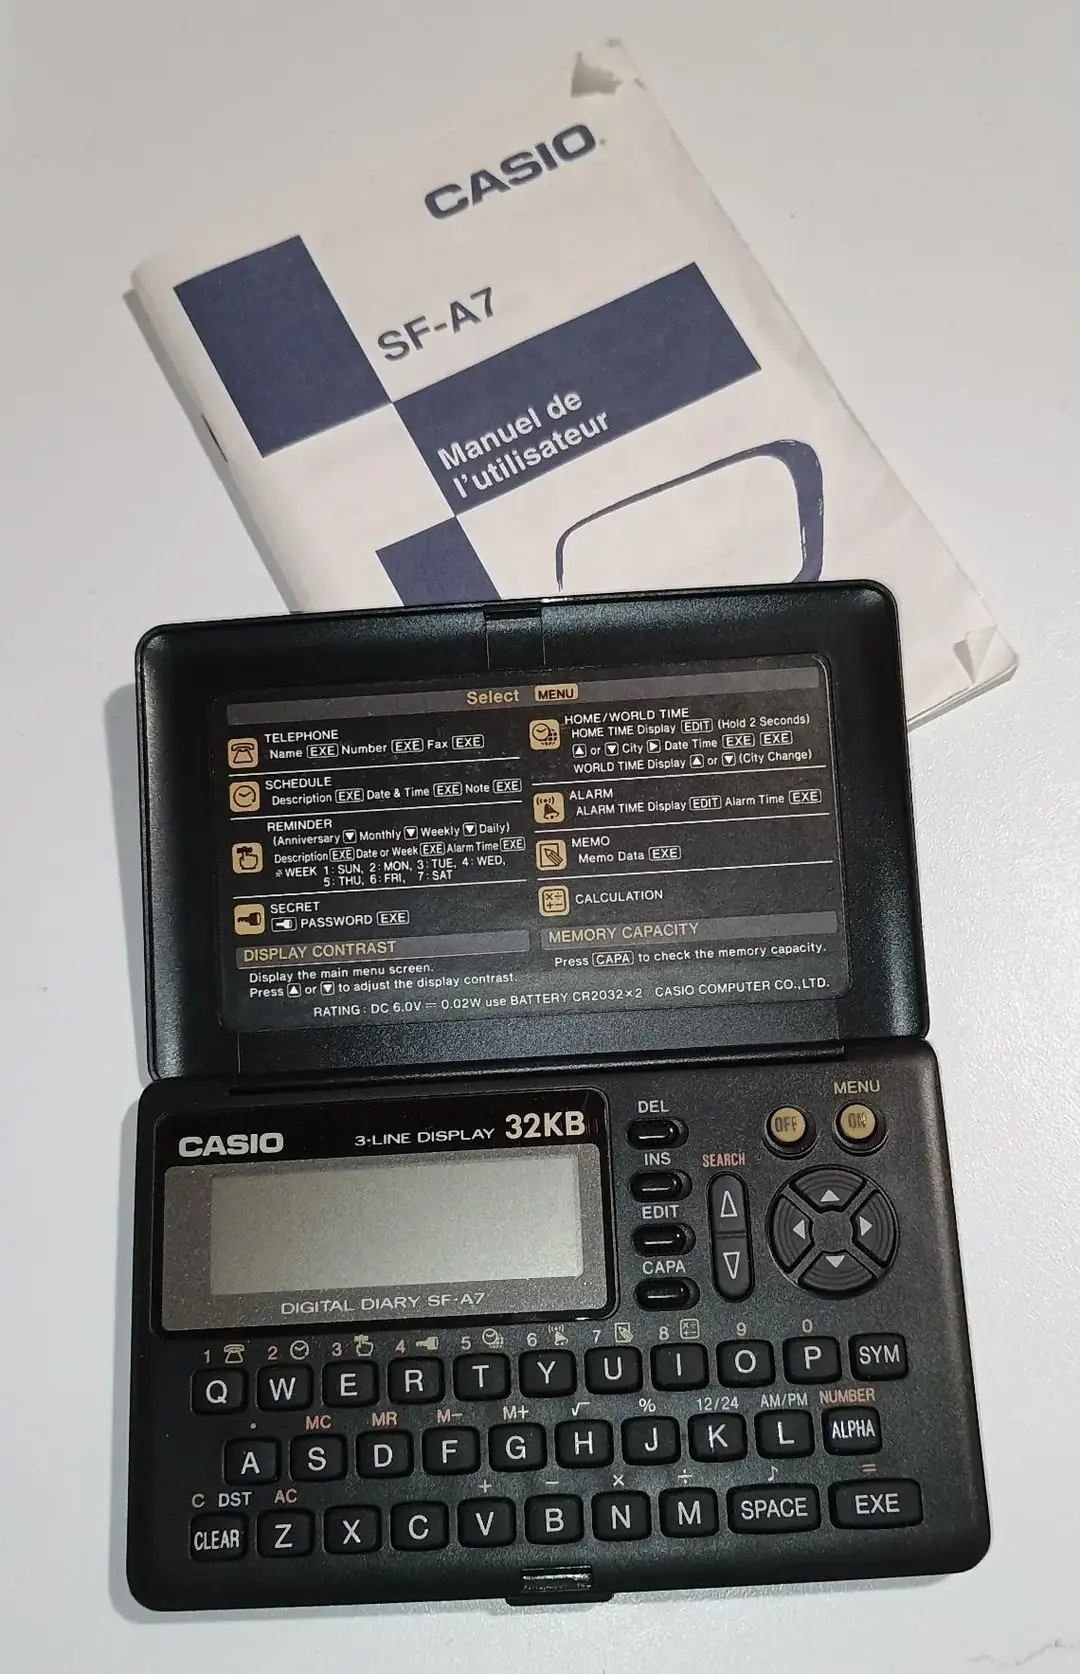 CASIO
SF-A7
Manuel de
l'utilisateur
Select MENU
TELEPHONE
Name EXE Number EXE Fax EXE
SCHEDULE
Description EXE Date & Time EXE Note EXE
REMINDER
(Anniversary ▼ Monthly ▼ Weekly ▼ Daily)
Description EXE Date or Week EXE Alarm Time EXE
※WEEK 1: SUN, 2: MON, 3: TUE, 4: WED,
5: THU, 6: FRI, 7: SAT
SECRET
PASSWORD EXE
DISPLAY CONTRAST
Display the main menu screen.
Press ▲ or ▼ to adjust the display contrast.
HOME/WORLD TIME
HOME TIME Display EDIT (Hold 2 Seconds)
▲ or ▼ City ▶ Date Time EXE EXE
WORLD TIME Display ▲ or ▼ (City Change)
ALARM
ALARM TIME Display EDIT Alarm Time EXE
MEMO
Memo Data EXE
CALCULATION
MEMORY CAPACITY
Press CAPA to check the memory capacity.
RATING: DC 6.0V ⎓ 0.02W use BATTERY CR2032×2 CASIO COMPUTER CO.,LTD.
CASIO 3-LINE DISPLAY 32KB
DIGITAL DIARY SF-A7
DEL
INS
EDIT
CAPA
SEARCH
MENU
OFF ON
1 2 3 4 5 6 7 8 9 0
Q W E R T Y U I O P SYM
. MC MR M− M+ √ % 12/24 AM/PM NUMBER
A S D F G H J K L ALPHA
C DST AC + − × ÷ ♪ =
CLEAR Z X C V B N M SPACE EXE